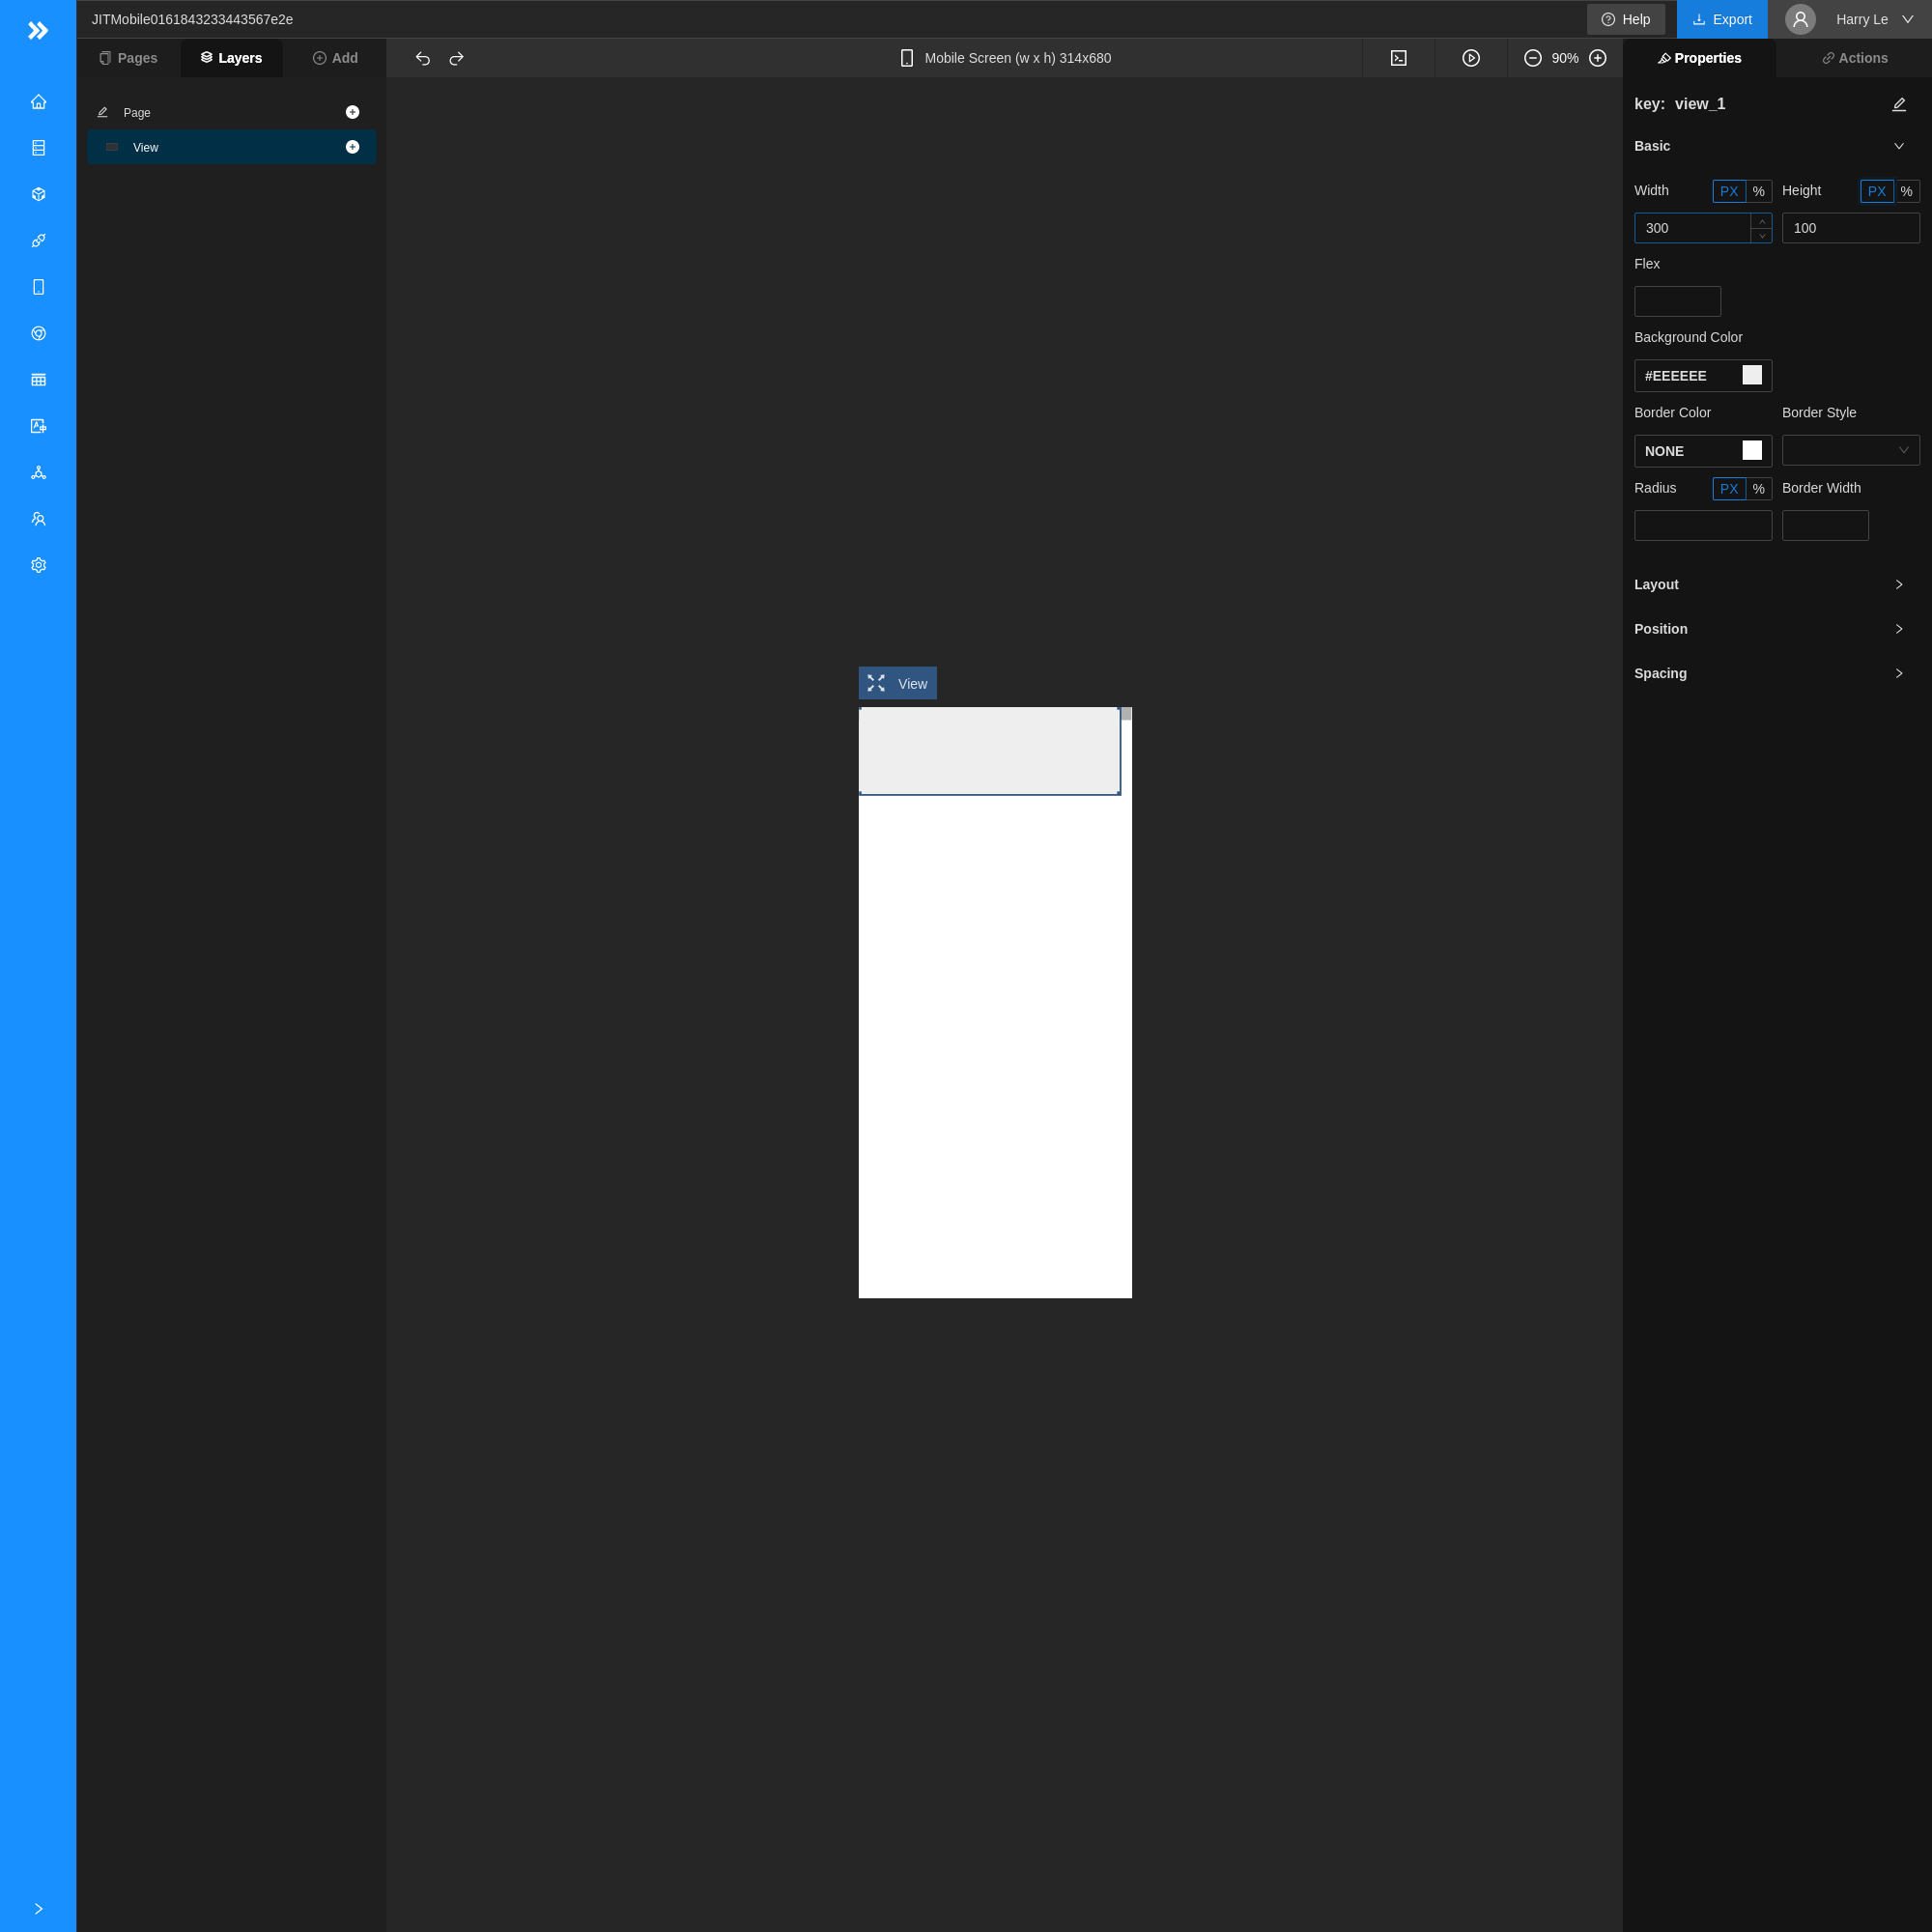 JITMobile0161843233443567e2e
Help
Export
Harry Le
Pages
Layers
Add
Mobile Screen (w x h) 314x680
90%
Properties
Actions
Page
View
key: view_1
Basic
Width PX % Height PX %
300 100
Flex
Background Color
#EEEEEE
Border Color Border Style
NONE
Radius PX % Border Width
Layout
Position
Spacing
View